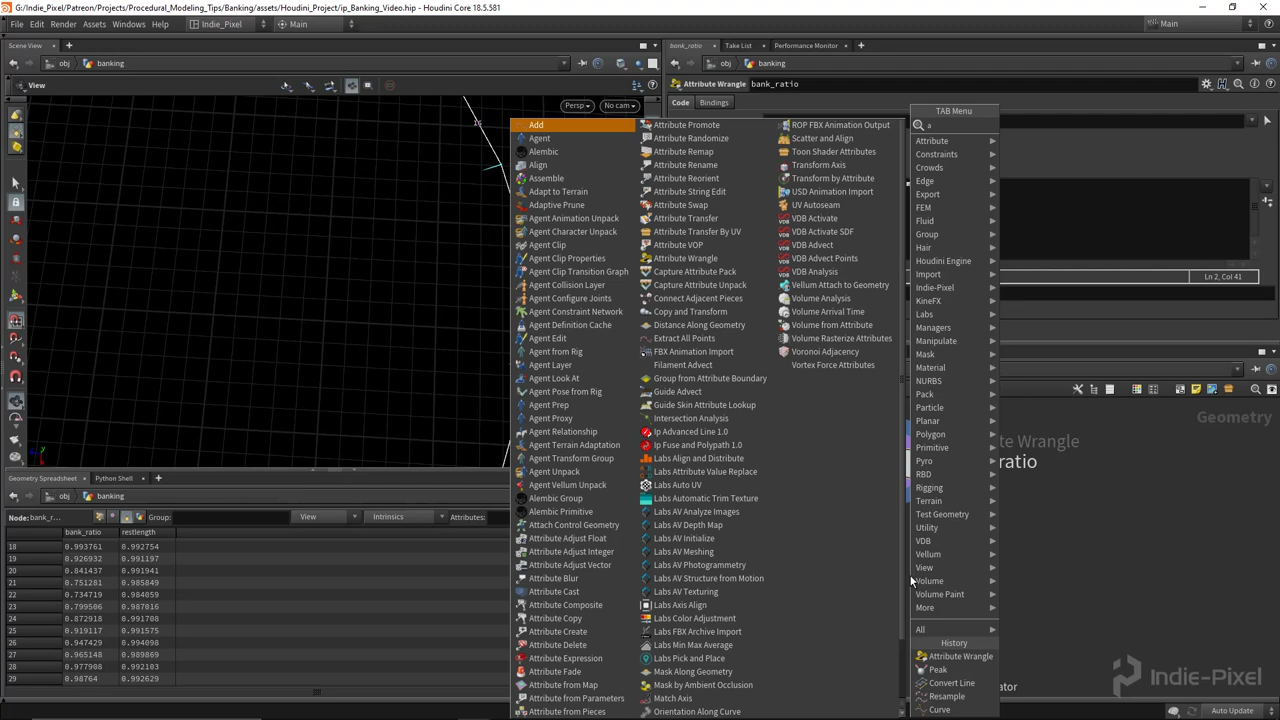 G:/Indie_Pixel/Patreon/Projects/Procedural_Modeling_Tips/Banking/assets/Houdini_Project/ip_Banking_Video.hip - Houdini Core 18.5.581
File Edit Render Assets Windows Help Indie_Pixel Main Main
Scene View
bank_ratio Take List Performance Monitor
obj banking
obj banking
View
Attribute Wrangle bank_ratio
Persp No cam
Code Bindings
TAB Menu
a
Add
Agent
Alembic
Align
Assemble
Adapt to Terrain
Adaptive Prune
Agent Animation Unpack
Agent Character Unpack
Agent Clip
Agent Clip Properties
Agent Clip Transition Graph
Agent Collision Layer
Agent Configure Joints
Agent Constraint Network
Agent Definition Cache
Agent Edit
Agent from Rig
Agent Layer
Agent Look At
Agent Pose from Rig
Agent Prep
Agent Proxy
Agent Relationship
Agent Terrain Adaptation
Agent Transform Group
Agent Unpack
Agent Vellum Unpack
Alembic Group
Alembic Primitive
Attach Control Geometry
Attribute Adjust Float
Attribute Adjust Integer
Attribute Adjust Vector
Attribute Blur
Attribute Cast
Attribute Composite
Attribute Copy
Attribute Create
Attribute Delete
Attribute Expression
Attribute Fade
Attribute from Map
Attribute from Parameters
Attribute from Pieces
Attribute Promote
Attribute Randomize
Attribute Remap
Attribute Rename
Attribute Reorient
Attribute String Edit
Attribute Swap
Attribute Transfer
Attribute Transfer By UV
Attribute VOP
Attribute Wrangle
Capture Attribute Pack
Capture Attribute Unpack
Connect Adjacent Pieces
Copy and Transform
Distance Along Geometry
Extract All Points
FBX Animation Import
Filament Advect
Group from Attribute Boundary
Guide Advect
Guide Skin Attribute Lookup
Intersection Analysis
Ip Advanced Line 1.0
Ip Fuse and Polypath 1.0
Labs Align and Distribute
Labs Attribute Value Replace
Labs Auto UV
Labs Automatic Trim Texture
Labs AV Analyze Images
Labs AV Depth Map
Labs AV Initialize
Labs AV Meshing
Labs AV Photogrammetry
Labs AV Structure from Motion
Labs AV Texturing
Labs Axis Align
Labs Color Adjustment
Labs FBX Archive Import
Labs Min Max Average
Labs Pick and Place
Mask Along Geometry
Mask by Ambient Occlusion
Match Axis
Orientation Along Curve
ROP FBX Animation Output
Scatter and Align
Toon Shader Attributes
Transform Axis
Transform by Attribute
USD Animation Import
UV Autoseam
VDB Activate
VDB Activate SDF
VDB Advect
VDB Advect Points
VDB Analysis
Vellum Attach to Geometry
Volume Analysis
Volume Arrival Time
Volume from Attribute
Volume Rasterize Attributes
Voronoi Adjacency
Vortex Force Attributes
Attribute
Constraints
Crowds
Edge
Export
FEM
Fluid
Group
Hair
Houdini Engine
Import
Indie-Pixel
KineFX
Labs
Managers
Manipulate
Mask
Material
NURBS
Pack
Particle
Planar
Polygon
Primitive
Pyro
RBD
Rigging
Terrain
Test Geometry
Utility
VDB
Vellum
View
Volume
Volume Paint
More
All
History
Attribute Wrangle
Peak
Convert Line
Resample
Curve
Ln 2, Col 41
Geometry
te Wrangle
ratio
ator
Indie-Pixel
Auto Update
Geometry Spreadsheet Python Shell
obj banking
Node: bank_r... Group: View Intrinsics Attributes:
bank_ratio restlength
18 0.993761 0.992754
19 0.926932 0.991197
20 0.841437 0.991941
21 0.751281 0.985849
22 0.734719 0.984059
23 0.799506 0.987016
24 0.872918 0.991708
25 0.919117 0.991575
26 0.947429 0.994098
27 0.965148 0.989869
28 0.977908 0.992103
29 0.98764 0.992629